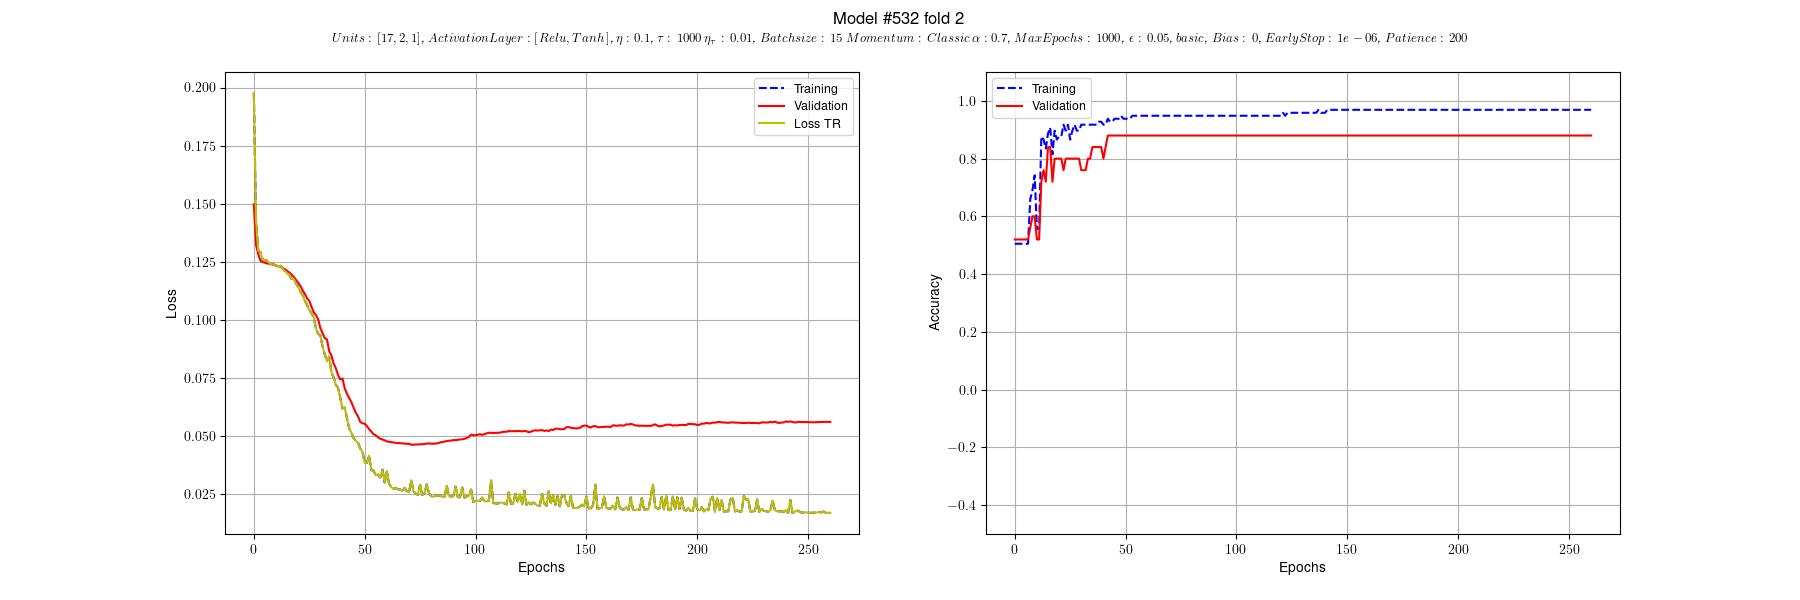 Model #532 fold 2
Units : [17, 2, 1], ActivationLayer : [Relu, Tanh], η : 0.1, τ : 1000 ητ : 0.01, Batchsize : 15 Momentum : Classic α : 0.7, MaxEpochs : 1000, ϵ : 0.05, basic, Bias : 0, EarlyStop : 1e − 06, Patience : 200
Training
Validation
Loss TR
0.200
0.175
0.150
0.125
0.100
0.075
0.050
0.025
Loss
0 50 100 150 200 250
Epochs
Training
Validation
1.0
0.8
0.6
0.4
0.2
0.0
−0.2
−0.4
Accuracy
0 50 100 150 200 250
Epochs